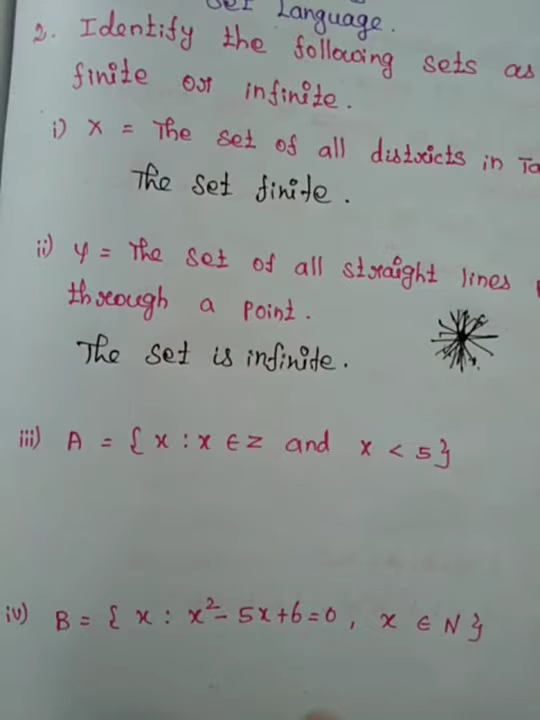 Set Language.
2. Identify the following sets as
finite or infinite.
i) X = The set of all districts in
The set finite.
ii) Y = The set of all straight lines
through a point.
The set is infinite.
iii) A = { x : x ∈ Z and x < 5 }
iv) B = { x : x² - 5x + 6 = 0 , x ∈ N }